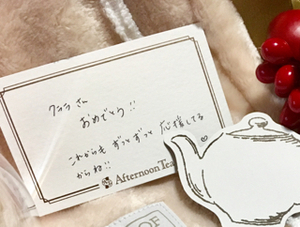 クララさん
おめでとう!!
これからも ずっとずっと 応援してる
からね!!
Afternoon Tea
OF